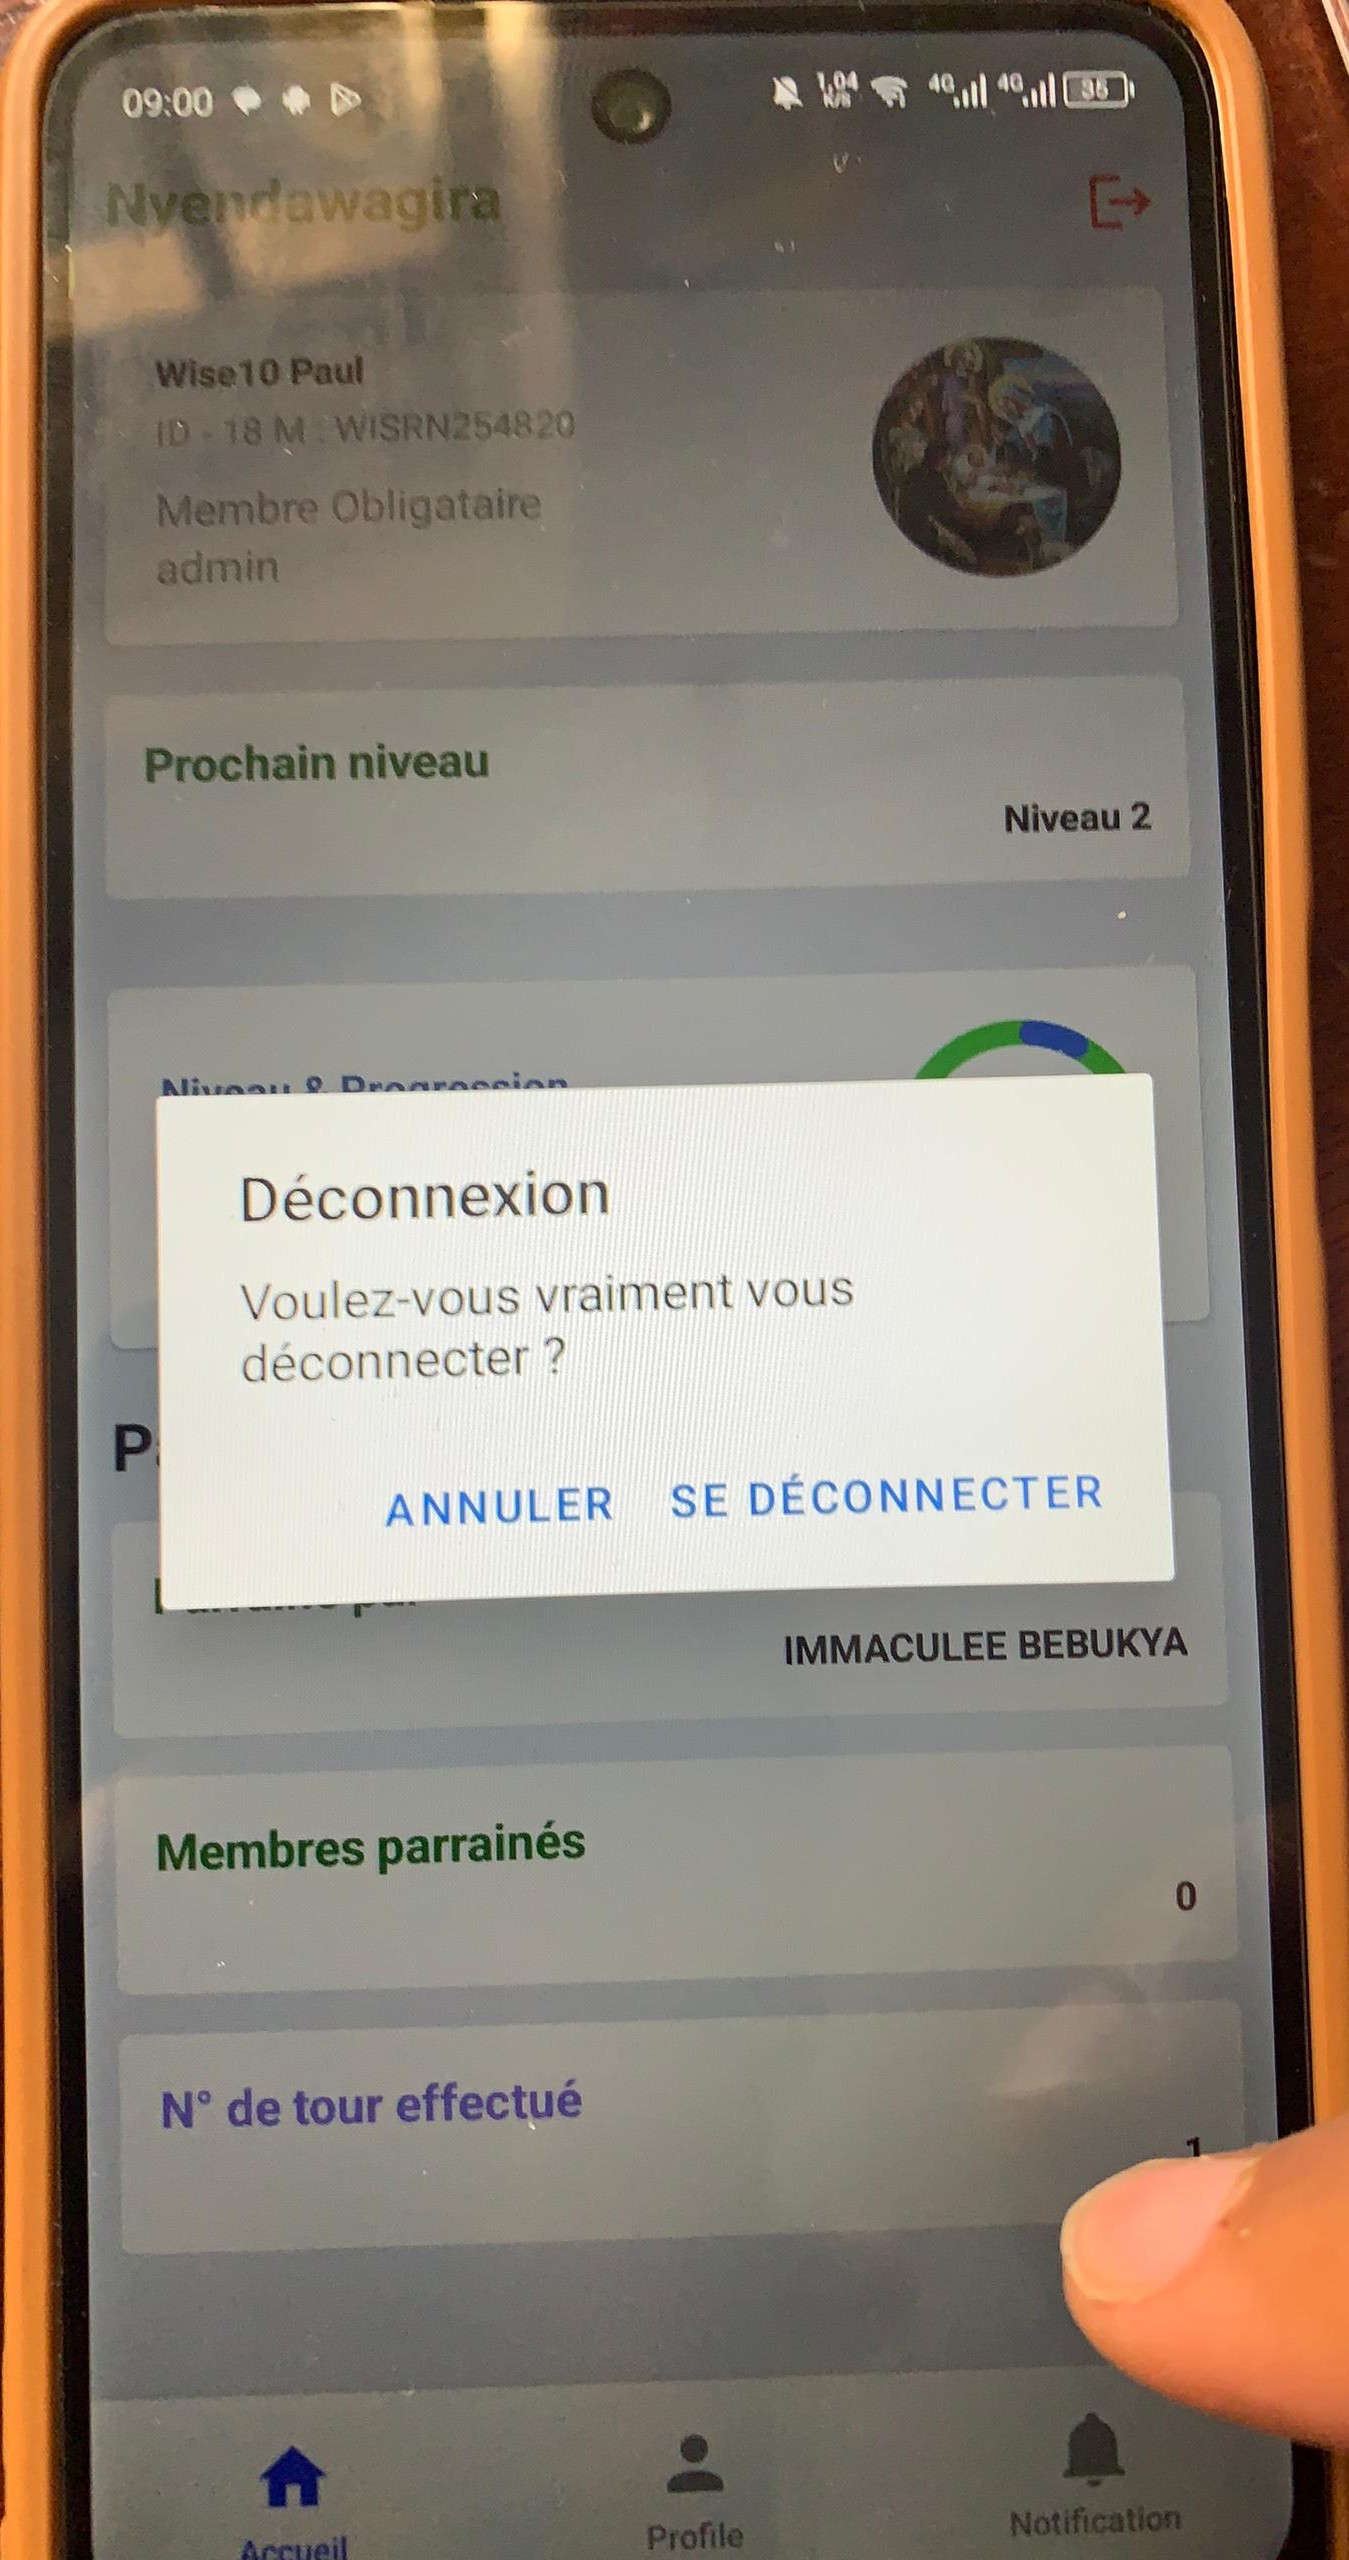 09:00
1.04
K/s
4G
4G
35
Nyendawagira
Wise10 Paul
ID - 18 M : WISRN254820
Membre Obligataire
admin
Prochain niveau
Niveau 2
Niveau & Progression
Déconnexion
Voulez-vous vraiment vous
déconnecter ?
ANNULER SE DÉCONNECTER
IMMACULEE BEBUKYA
Membres parrainés
0
N° de tour effectué
1
Accueil
Profile
Notification